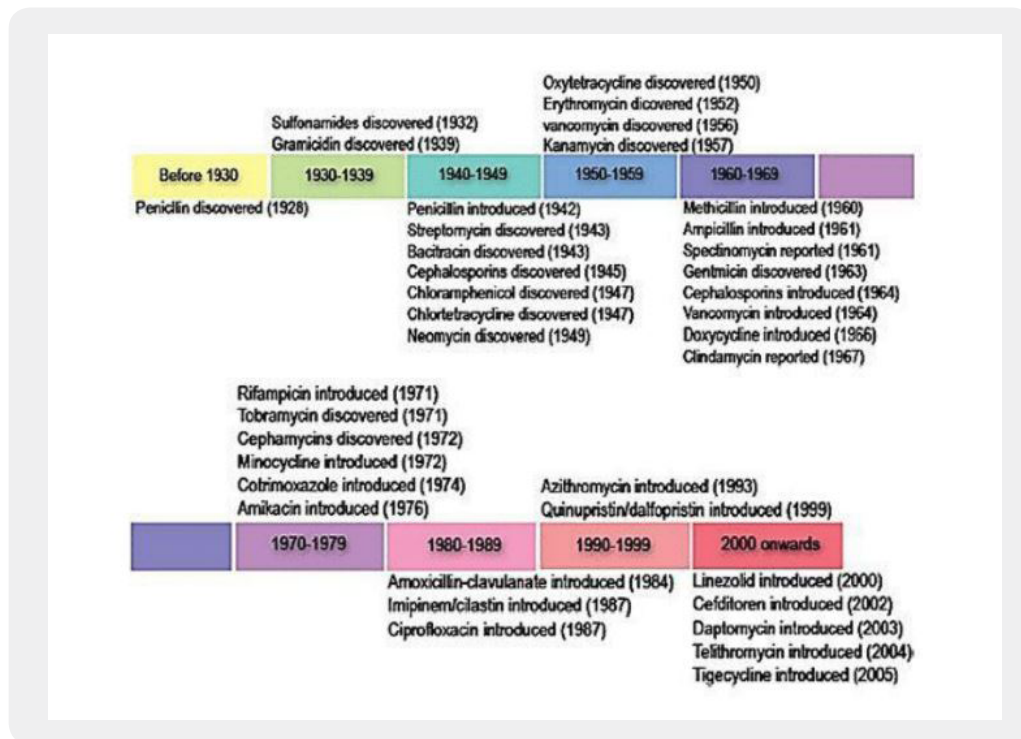 Oxytetracycline discovered (1950)
Erythromycin dicovered (1952)
vancomycin discovered (1956)
Kanamycin discovered (1957)
Sulfonamides discovered (1932)
Gramicidin discovered (1939)
Before 1930
1930-1939
1940-1949
1950-1959
1960-1969
Penicllin discovered (1928)
Penicillin introduced (1942)
Streptomycin discovered (1943)
Bacitracin discovered (1943)
Cephalosporins discovered (1945)
Chloramphenicol discovered (1947)
Chlortetracycline discovered (1947)
Neomycin discovered (1949)
Methicillin introduced (1960)
Ampicillin introduced (1961)
Spectinomycin reported (1961)
Gentmicin discovered (1963)
Cephalosporins introduced (1964)
Vancomycin introduced (1964)
Doxycycline introduced (1966)
Clindamycin reported (1967)
Rifampicin introduced (1971)
Tobramycin discovered (1971)
Cephamycins discovered (1972)
Minocycline introduced (1972)
Cotrimoxazole introduced (1974)
Amikacin introduced (1976)
Azithromycin introduced (1993)
Quinupristin/dalfopristin introduced (1999)
1970-1979
1980-1989
1990-1999
2000 onwards
Amoxicillin-clavulanate introduced (1984)
Imipinem/cilastin introduced (1987)
Ciprofloxacin introduced (1987)
Linezolid introduced (2000)
Cefditoren introduced (2002)
Daptomycin introduced (2003)
Telithromycin introduced (2004)
Tigecycline introduced (2005)